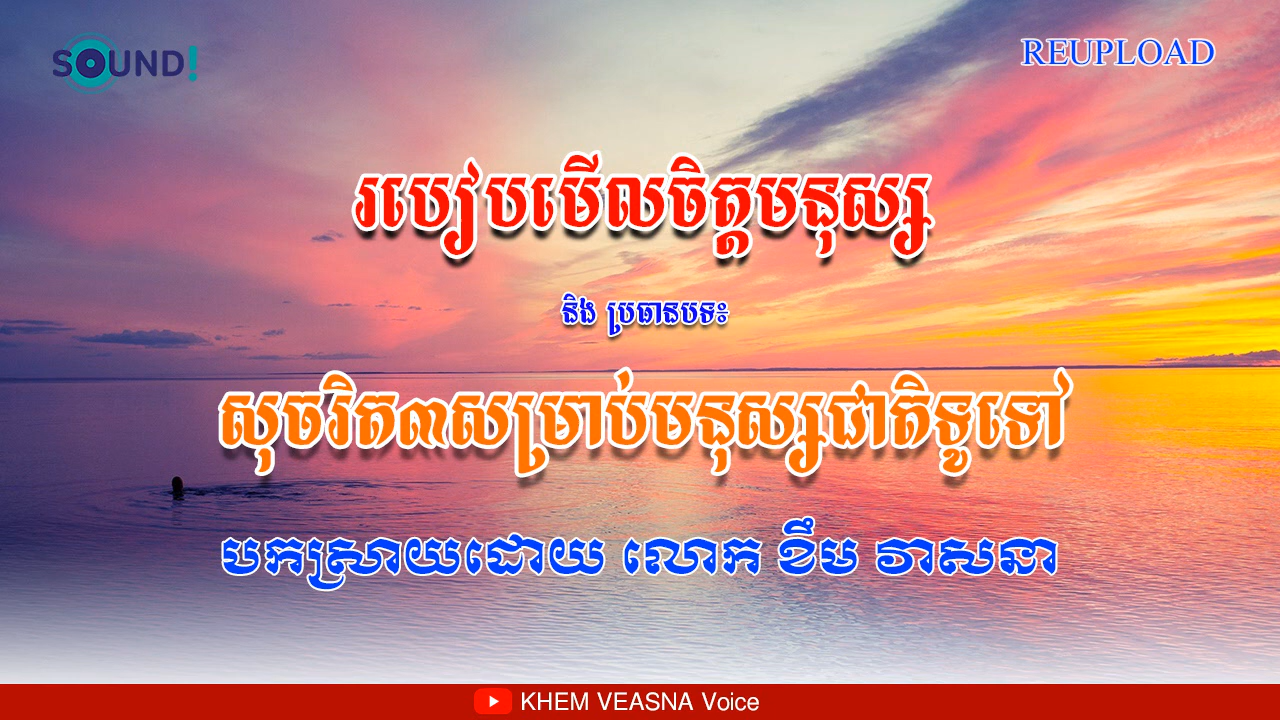 SOUND!
REUPLOAD
របៀបមើលចិត្តមនុស្ស
និង ប្រធានបទ៖
សុចរិត៣សម្រាប់មនុស្សជាតិទូទៅ
បកស្រាយដោយ លោក ខឹម វាសនា
KHEM VEASNA Voice